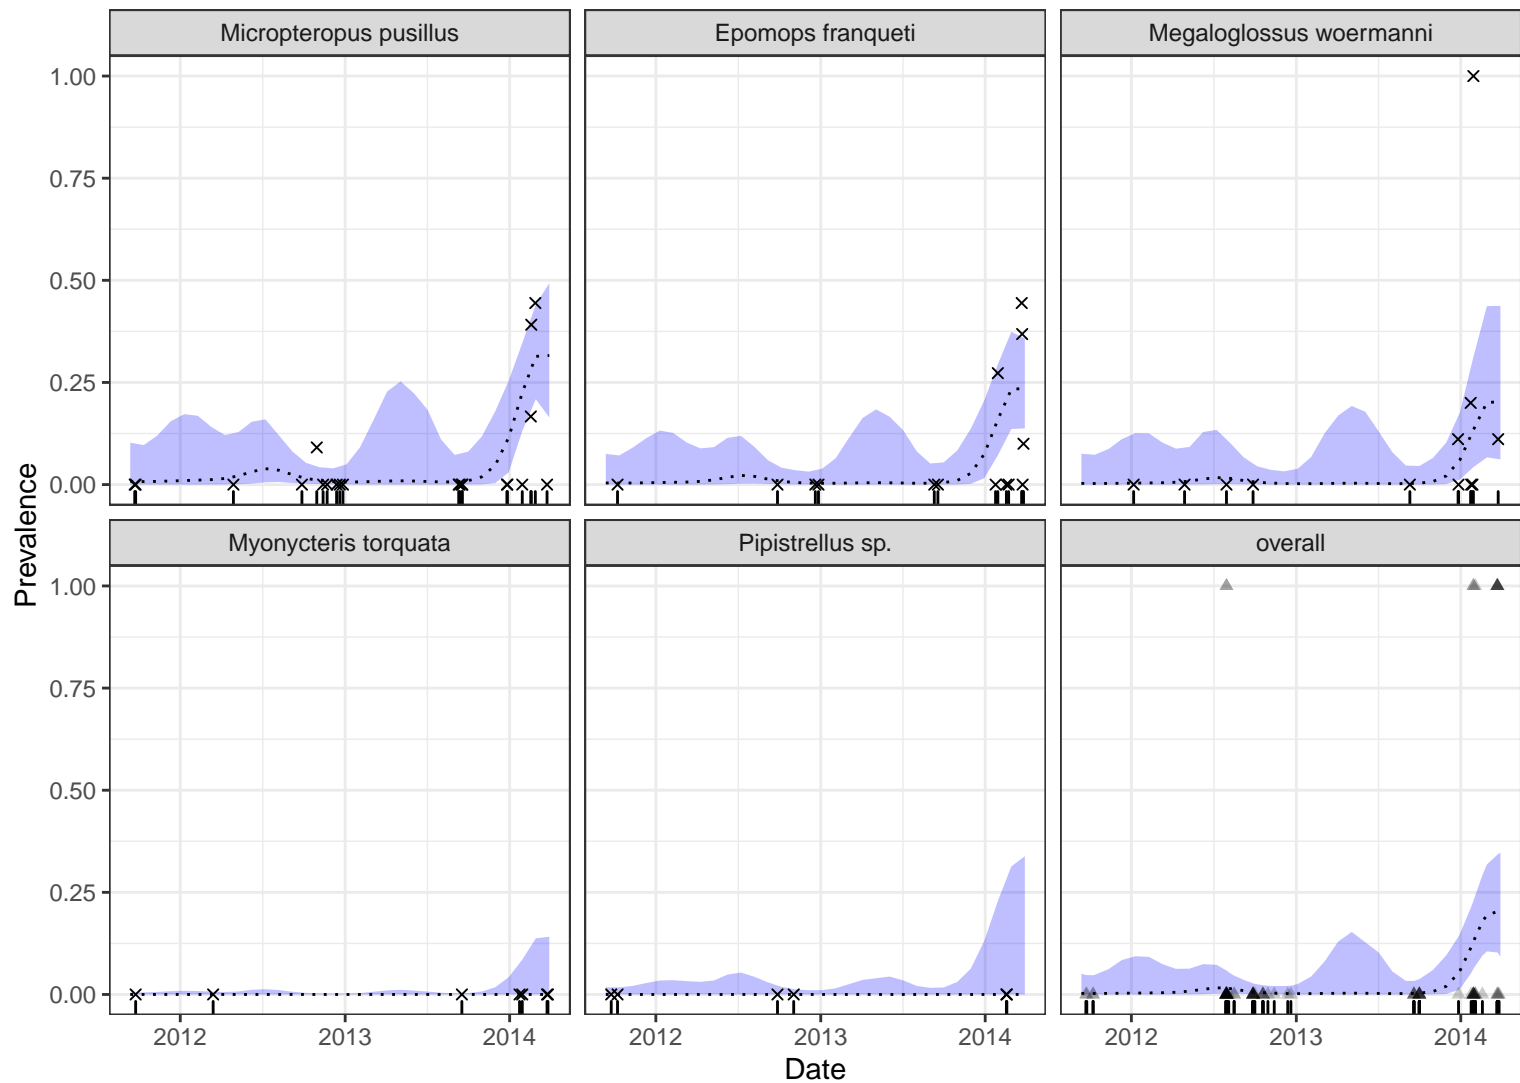 Micropteropus pusillus
Epomops franqueti
Megaloglossus woermanni
1.00
0.75
0.50
0.25
0.00
Myonycteris torquata
Pipistrellus sp.
overall
1.00
0.75
0.50
0.25
0.00
Prevalence
2012
2013
2014
2012
2013
2014
2012
2013
2014
Date